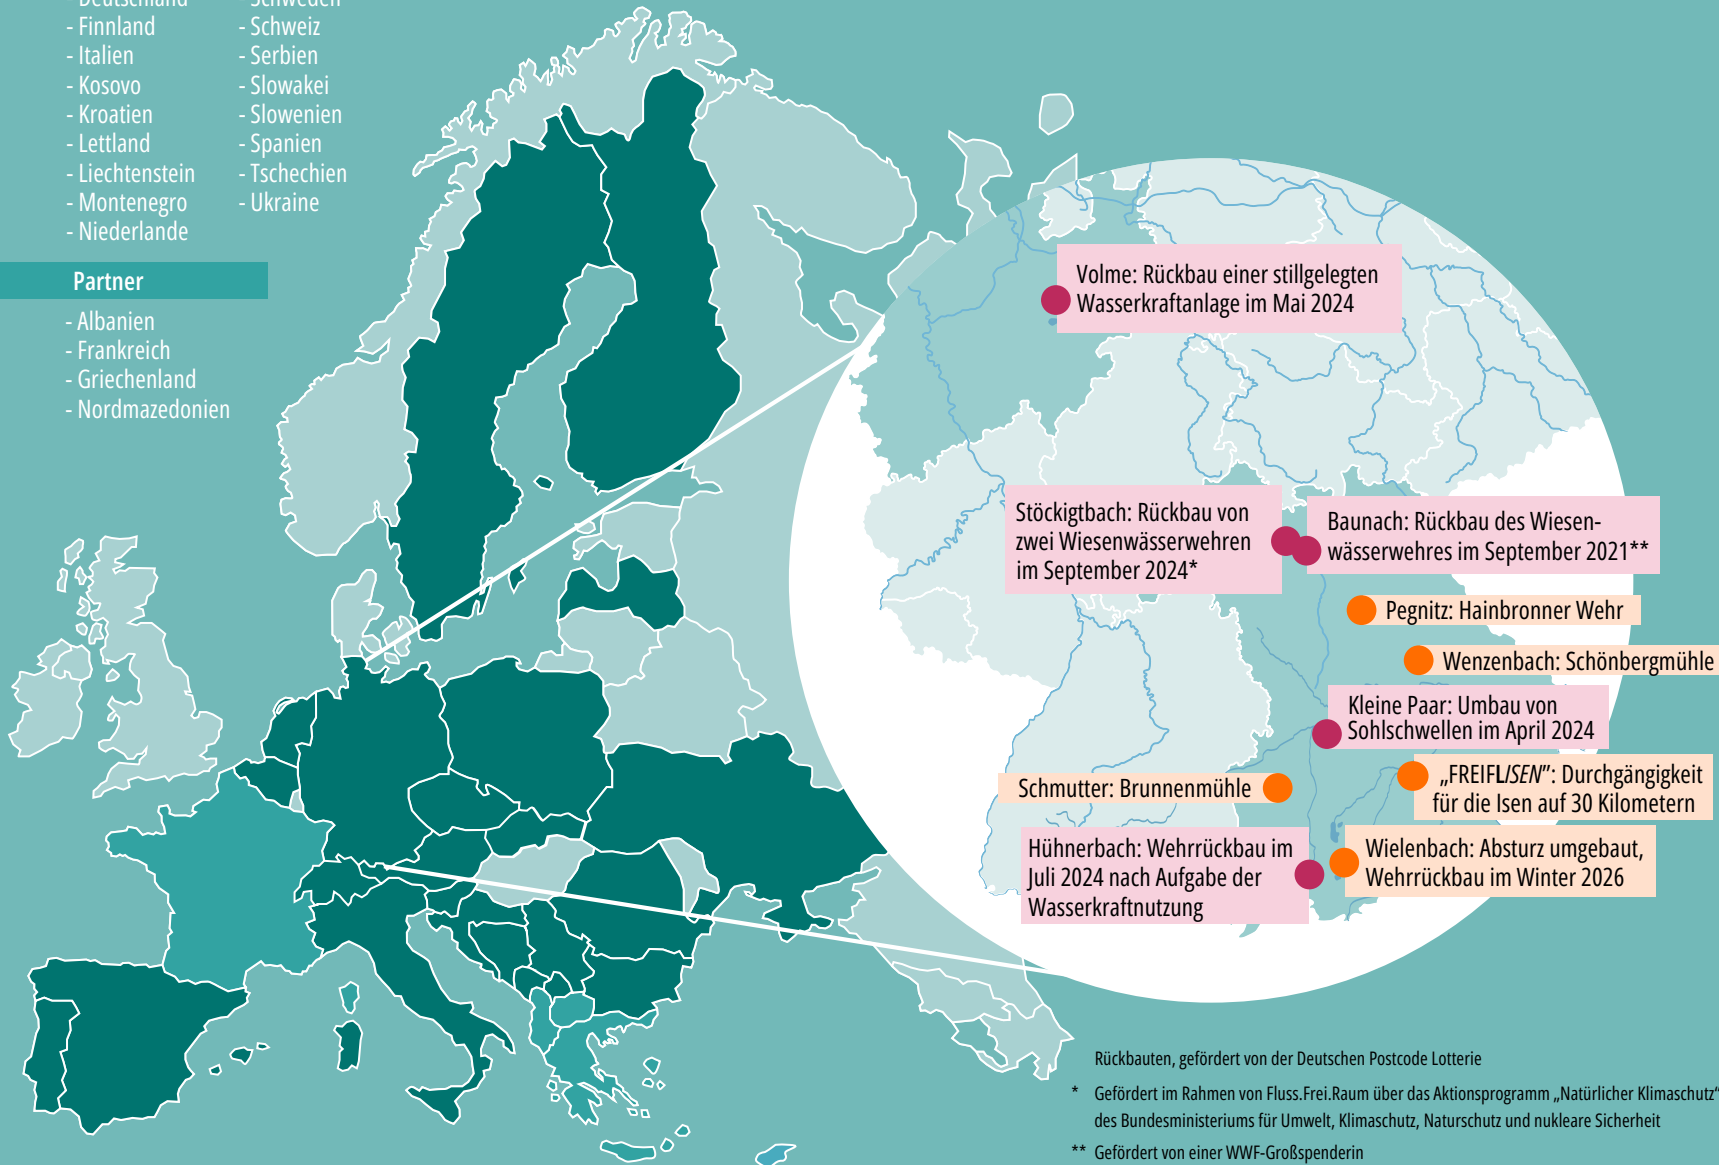 - Deutschland
- Finnland
- Italien
- Kosovo
- Kroatien
- Lettland
- Liechtenstein
- Montenegro
- Niederlande
- Schweden
- Schweiz
- Serbien
- Slowakei
- Slowenien
- Spanien
- Tschechien
- Ukraine
Partner
- Albanien
- Frankreich
- Griechenland
- Nordmazedonien
Volme: Rückbau einer stillgelegten
Wasserkraftanlage im Mai 2024
Stöckigtbach: Rückbau von
zwei Wiesenwässerwehren
im September 2024*
Baunach: Rückbau des Wiesen-
wässerwehres im September 2021**
Pegnitz: Hainbronner Wehr
Wenzenbach: Schönbergmühle
Kleine Paar: Umbau von
Sohlschwellen im April 2024
„FREIFLISEN”: Durchgängigkeit
für die Isen auf 30 Kilometern
Schmutter: Brunnenmühle
Hühnerbach: Wehrrückbau im
Juli 2024 nach Aufgabe der
Wasserkraftnutzung
Wielenbach: Absturz umgebaut,
Wehrrückbau im Winter 2026
Rückbauten, gefördert von der Deutschen Postcode Lotterie
* Gefördert im Rahmen von Fluss.Frei.Raum über das Aktionsprogramm „Natürlicher Klimaschutz“
des Bundesministeriums für Umwelt, Klimaschutz, Naturschutz und nukleare Sicherheit
** Gefördert von einer WWF-Großspenderin